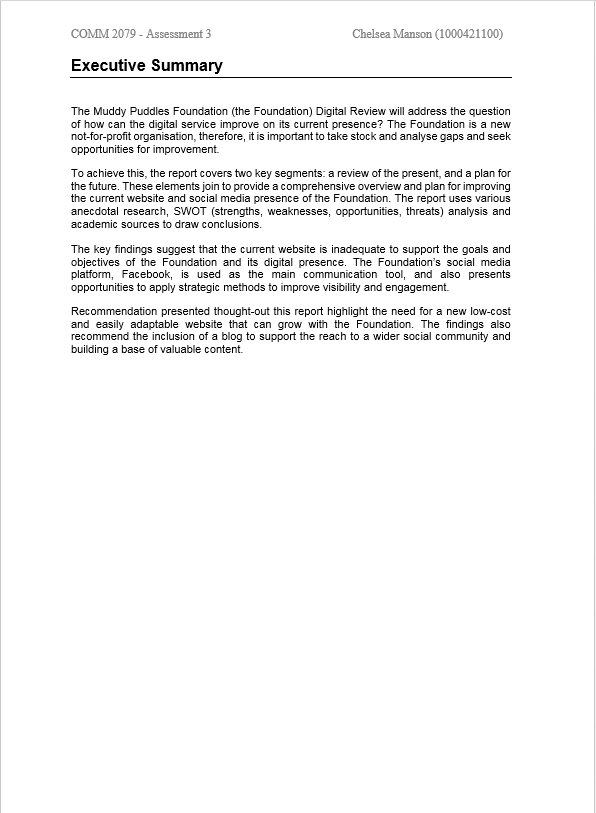 COMM 2079 - Assessment 3 Chelsea Manson (1000421100)
Executive Summary
The Muddy Puddles Foundation (the Foundation) Digital Review will address the question
of how can the digital service improve on its current presence? The Foundation is a new
not-for-profit organisation, therefore, it is important to take stock and analyse gaps and seek
opportunities for improvement.
To achieve this, the report covers two key segments: a review of the present, and a plan for
the future. These elements join to provide a comprehensive overview and plan for improving
the current website and social media presence of the Foundation. The report uses various
anecdotal research, SWOT (strengths, weaknesses, opportunities, threats) analysis and
academic sources to draw conclusions.
The key findings suggest that the current website is inadequate to support the goals and
objectives of the Foundation and its digital presence. The Foundation's social media
platform, Facebook, is used as the main communication tool, and also presents
opportunities to apply strategic methods to improve visibility and engagement.
Recommendation presented thought-out this report highlight the need for a new low-cost
and easily adaptable website that can grow with the Foundation. The findings also
recommend the inclusion of a blog to support the reach to a wider social community and
building a base of valuable content.